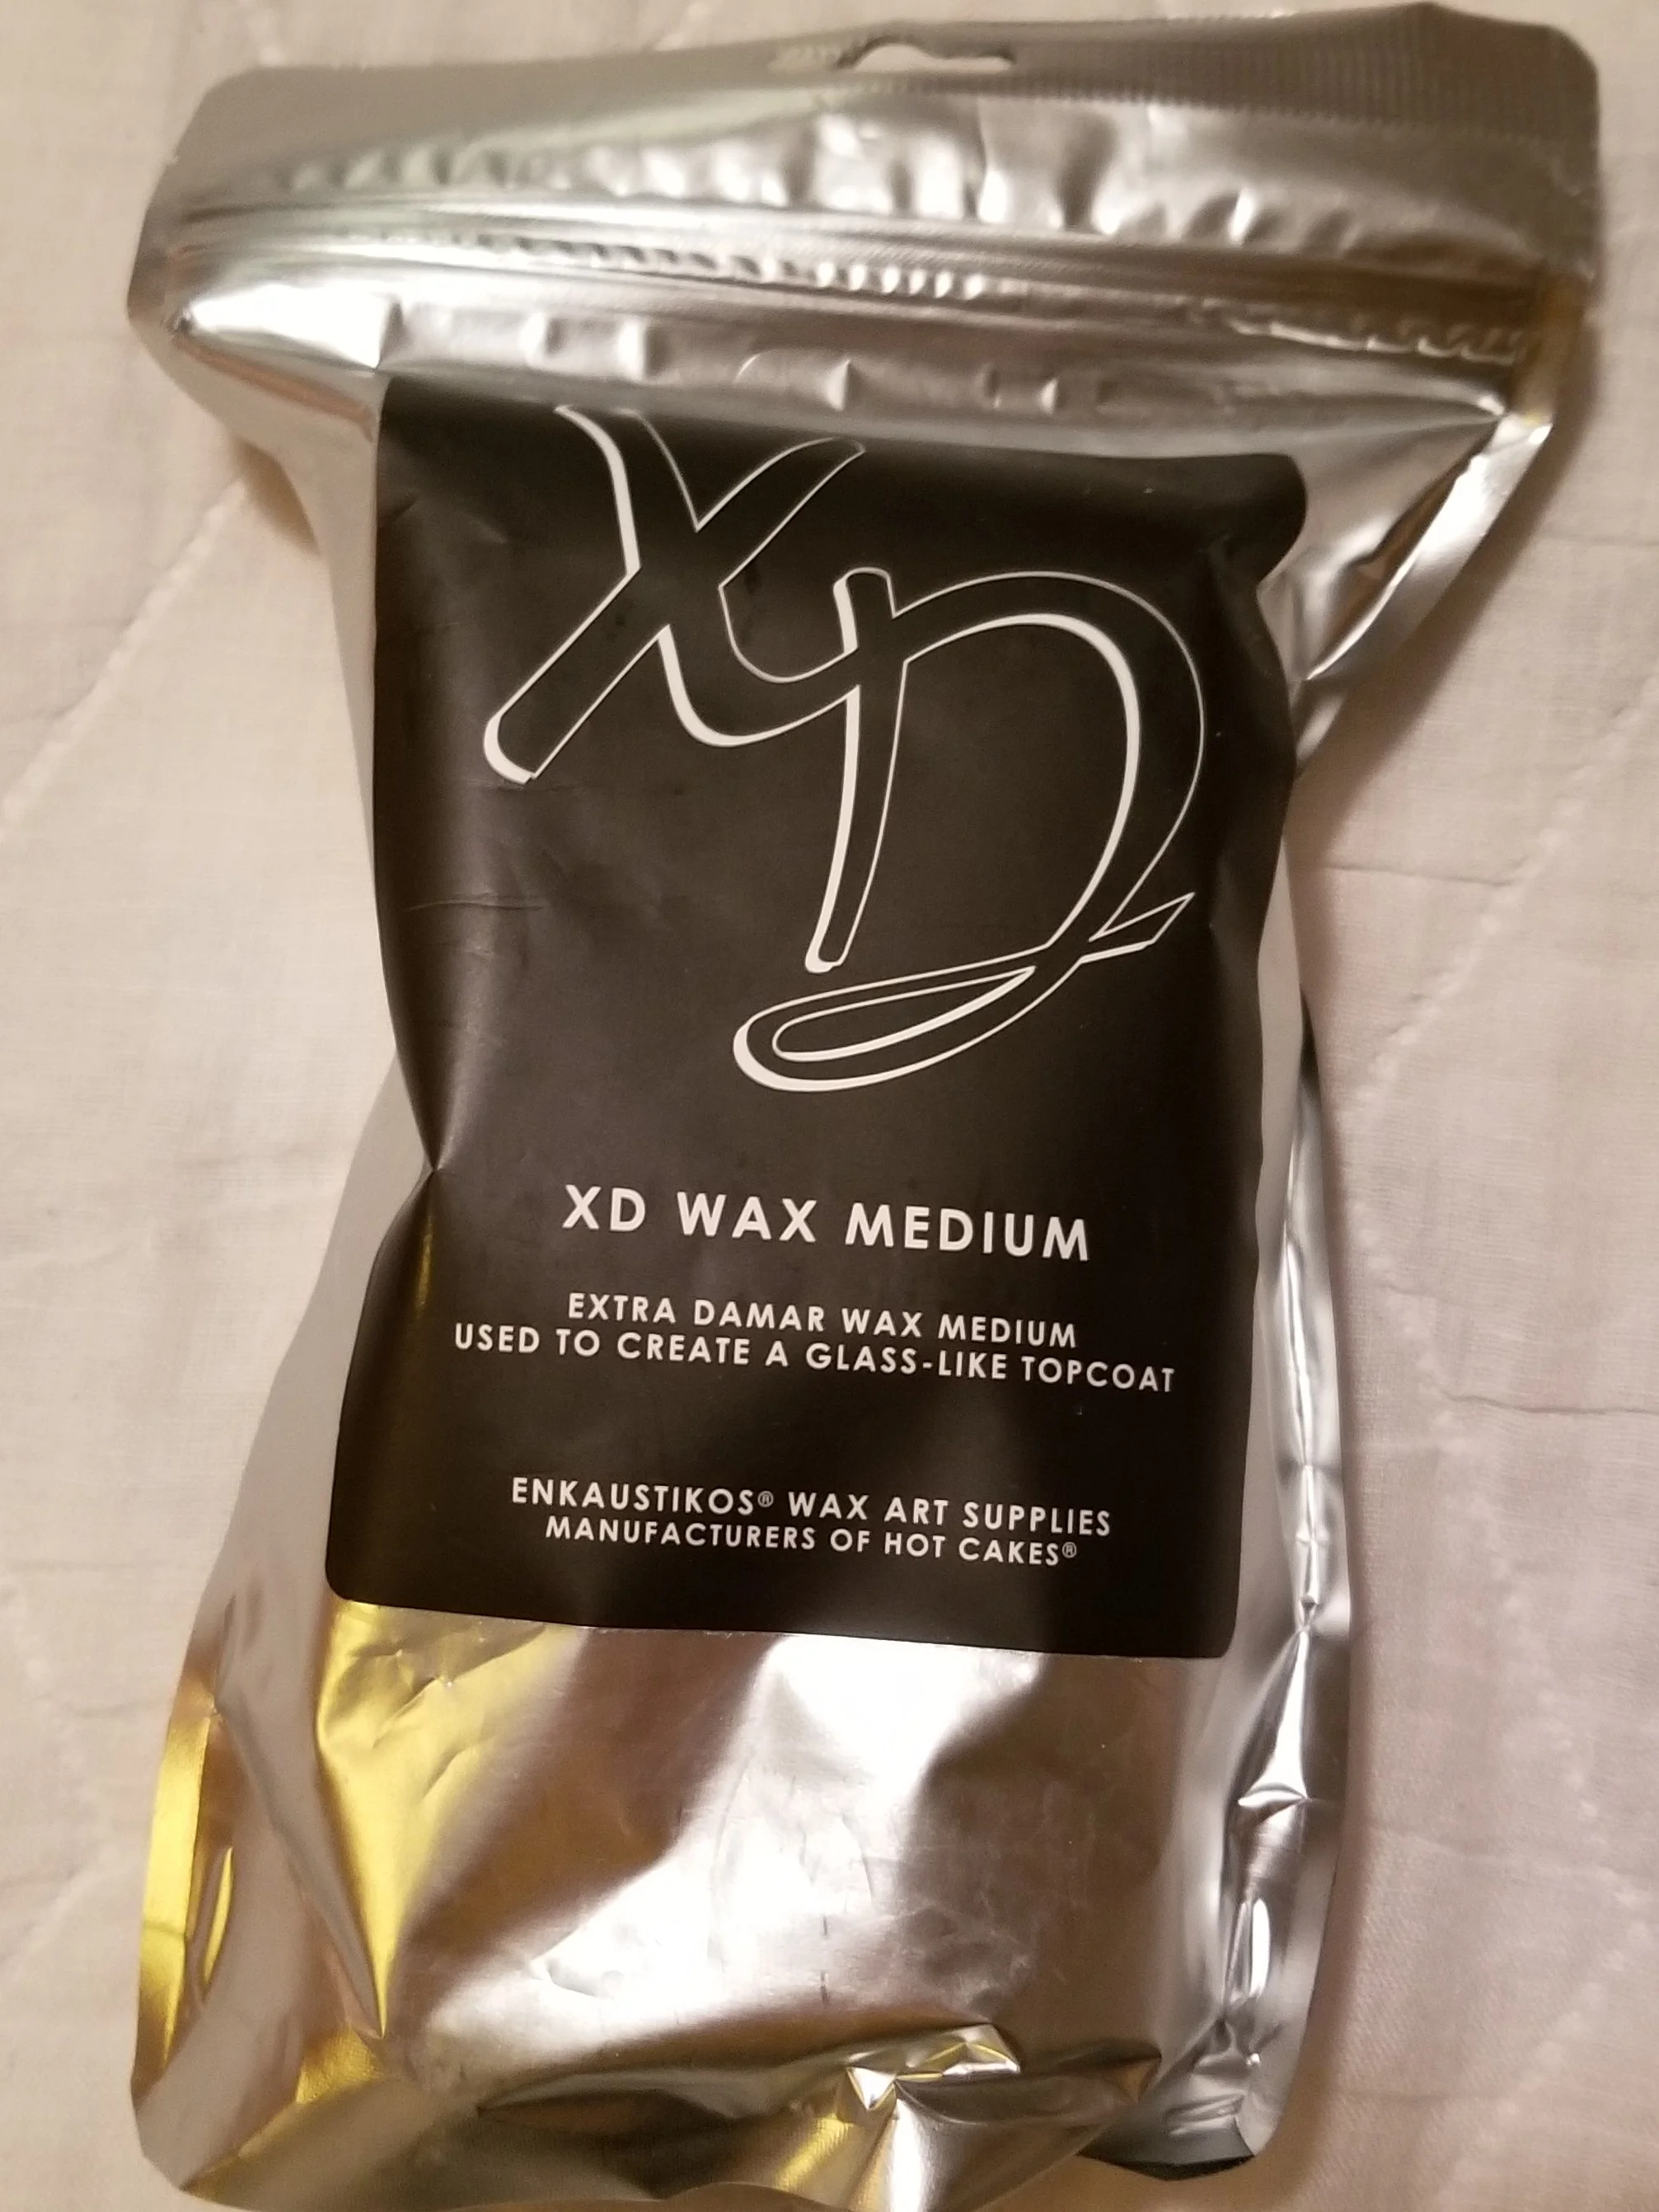 XD
XD WAX MEDIUM
EXTRA DAMAR WAX MEDIUM
USED TO CREATE A GLASS-LIKE TOPCOAT
ENKAUSTIKOS® WAX ART SUPPLIES
MANUFACTURERS OF HOT CAKES®